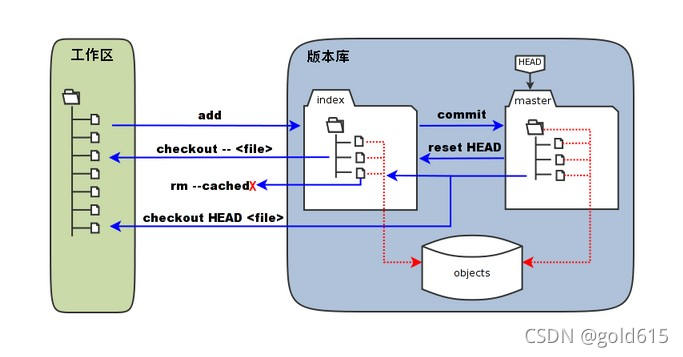 工作区
版本库
HEAD
index
master
add
commit
checkout -- <file>
reset HEAD
rm --cached
X
checkout HEAD <file>
objects
CSDN @gold615